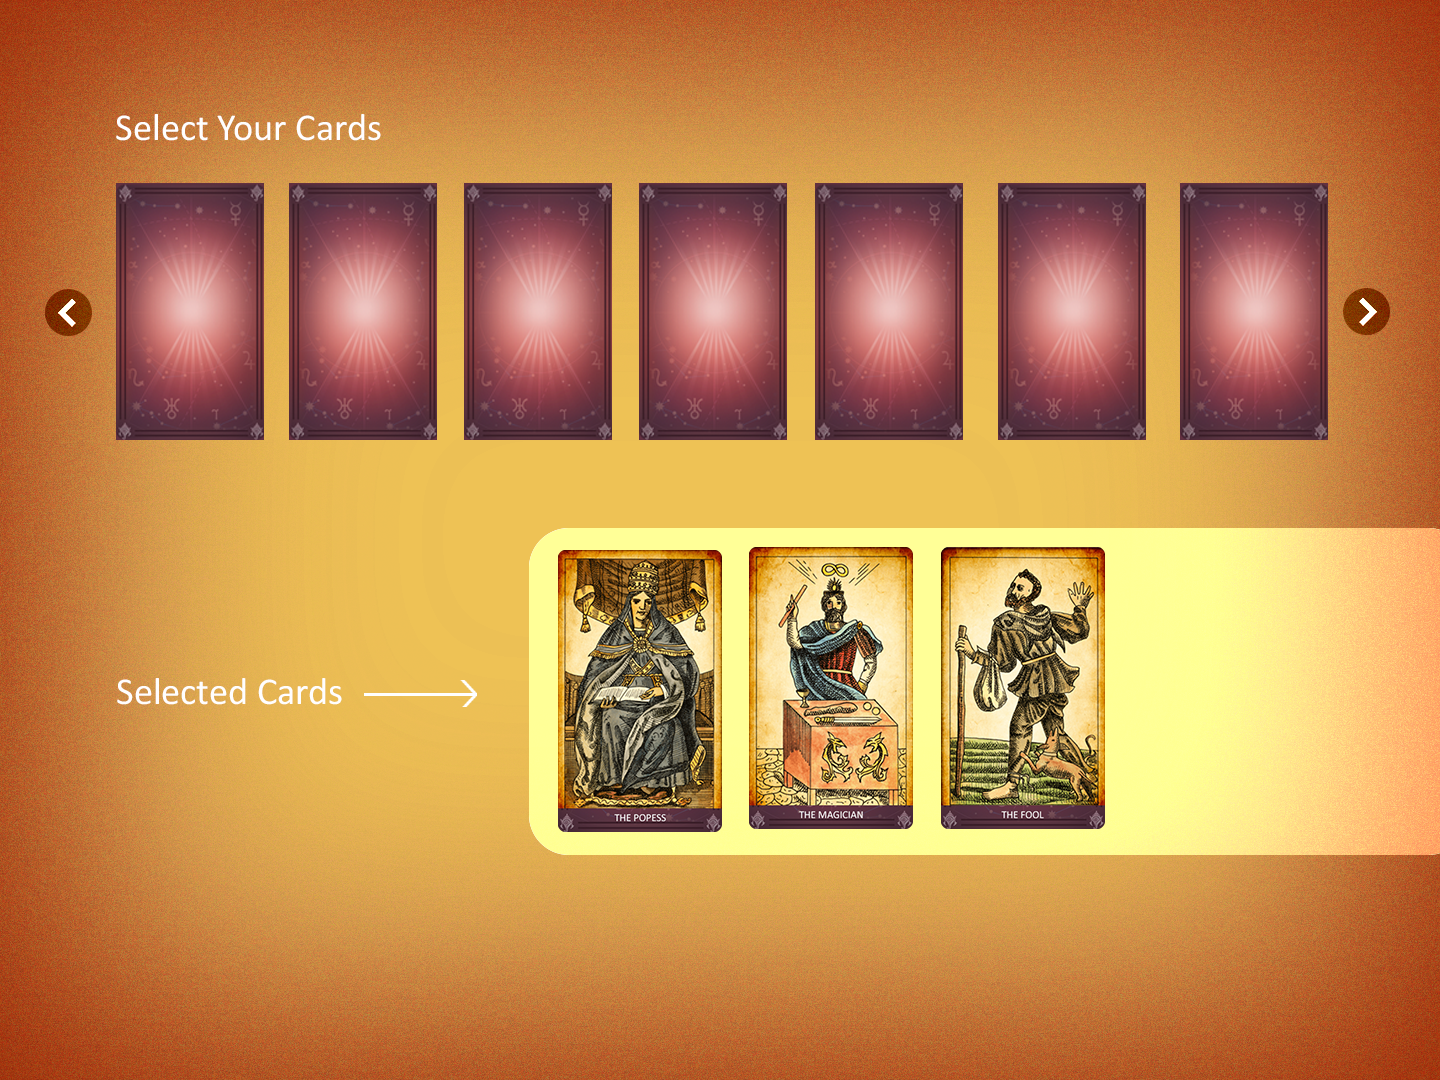 Select Your Cards
Selected Cards
THE POPESS
THE MAGICIAN
THE FOOL